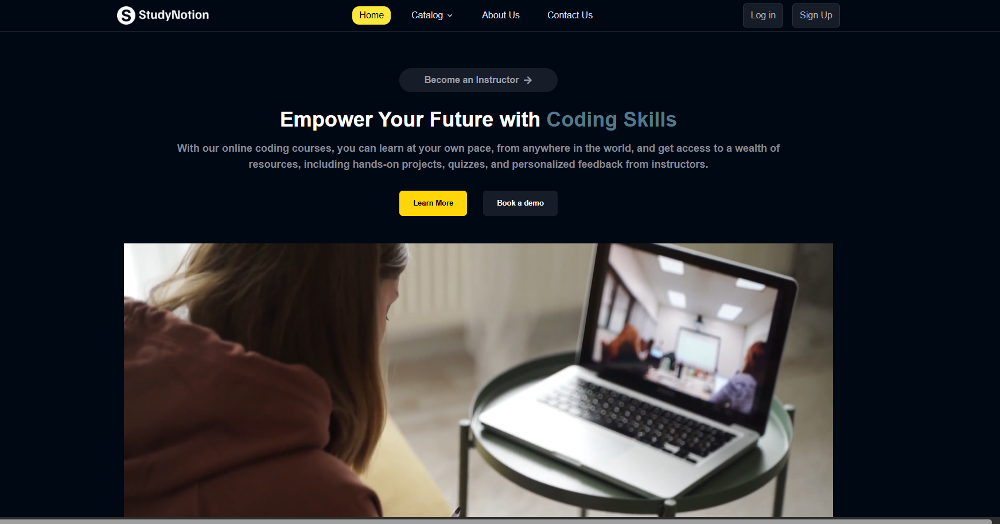 StudyNotion
Home
Catalog
About Us
Contact Us
Log in
Sign Up
Become an Instructor
Empower Your Future with Coding Skills
With our online coding courses, you can learn at your own pace, from anywhere in the world, and get access to a wealth of
resources, including hands-on projects, quizzes, and personalized feedback from instructors.
Learn More
Book a demo